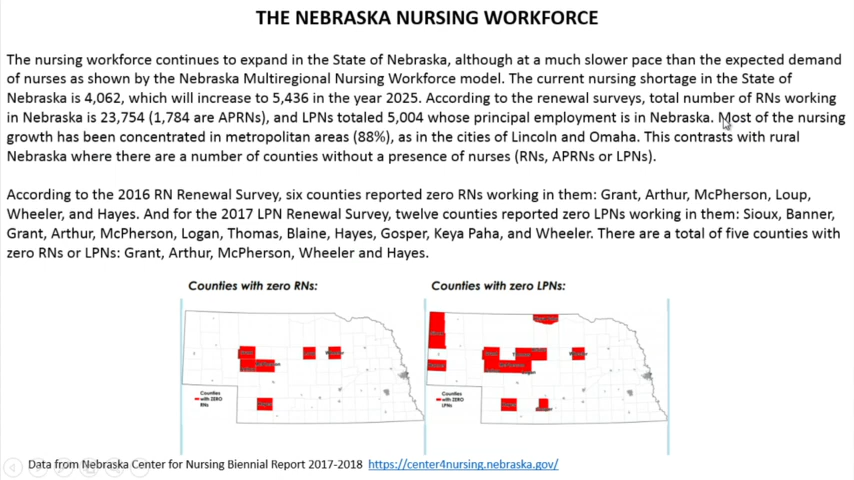 THE NEBRASKA NURSING WORKFORCE
The nursing workforce continues to expand in the State of Nebraska, although at a much slower pace than the expected demand
of nurses as shown by the Nebraska Multiregional Nursing Workforce model. The current nursing shortage in the State of
Nebraska is 4,062, which will increase to 5,436 in the year 2025. According to the renewal surveys, total number of RNs working
in Nebraska is 23,754 (1,784 are APRNs), and LPNs totaled 5,004 whose principal employment is in Nebraska. Most of the nursing
growth has been concentrated in metropolitan areas (88%), as in the cities of Lincoln and Omaha. This contrasts with rural
Nebraska where there are a number of counties without a presence of nurses (RNs, APRNs or LPNs).
According to the 2016 RN Renewal Survey, six counties reported zero RNs working in them: Grant, Arthur, McPherson, Loup,
Wheeler, and Hayes. And for the 2017 LPN Renewal Survey, twelve counties reported zero LPNs working in them: Sioux, Banner,
Grant, Arthur, McPherson, Logan, Thomas, Blaine, Hayes, Gosper, Keya Paha, and Wheeler. There are a total of five counties with
zero RNs or LPNs: Grant, Arthur, McPherson, Wheeler and Hayes.
Counties with zero RNs:
Counties with zero LPNs:
Counties
with ZERO
RNs
Counties
with ZERO
LPNs
Data from Nebraska Center for Nursing Biennial Report 2017-2018 https://center4nursing.nebraska.gov/